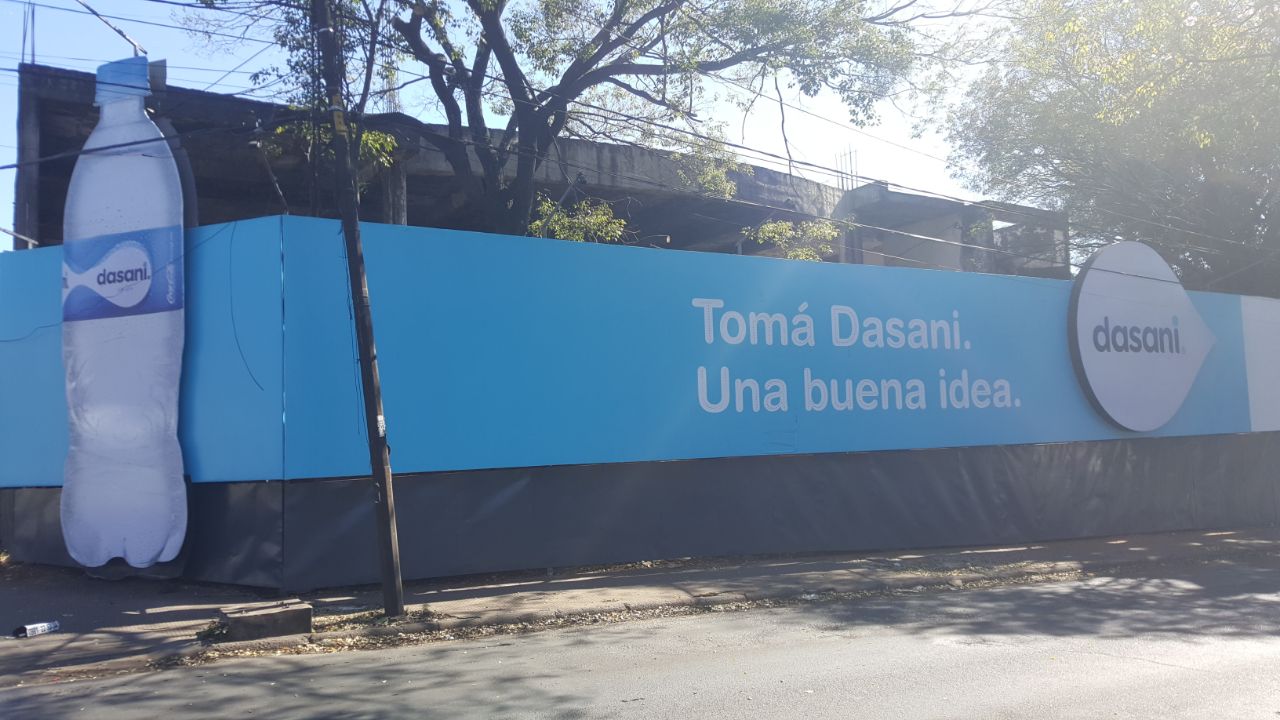 dasani.
Tomá Dasani.
Una buena idea.
dasani.